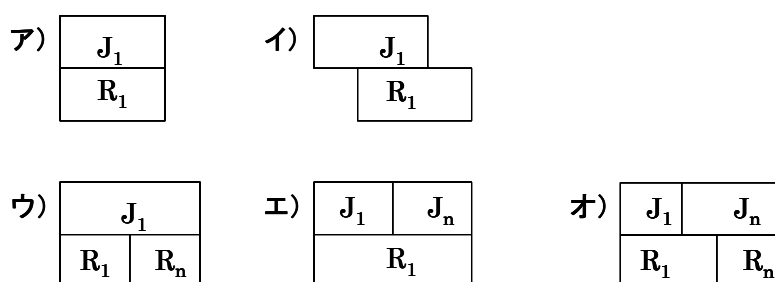 ア) J₁ イ) J₁
R₁ R₁
ウ) J₁ エ) J₁ Jₙ オ) J₁ Jₙ
R₁ Rₙ R₁ R₁ Rₙ